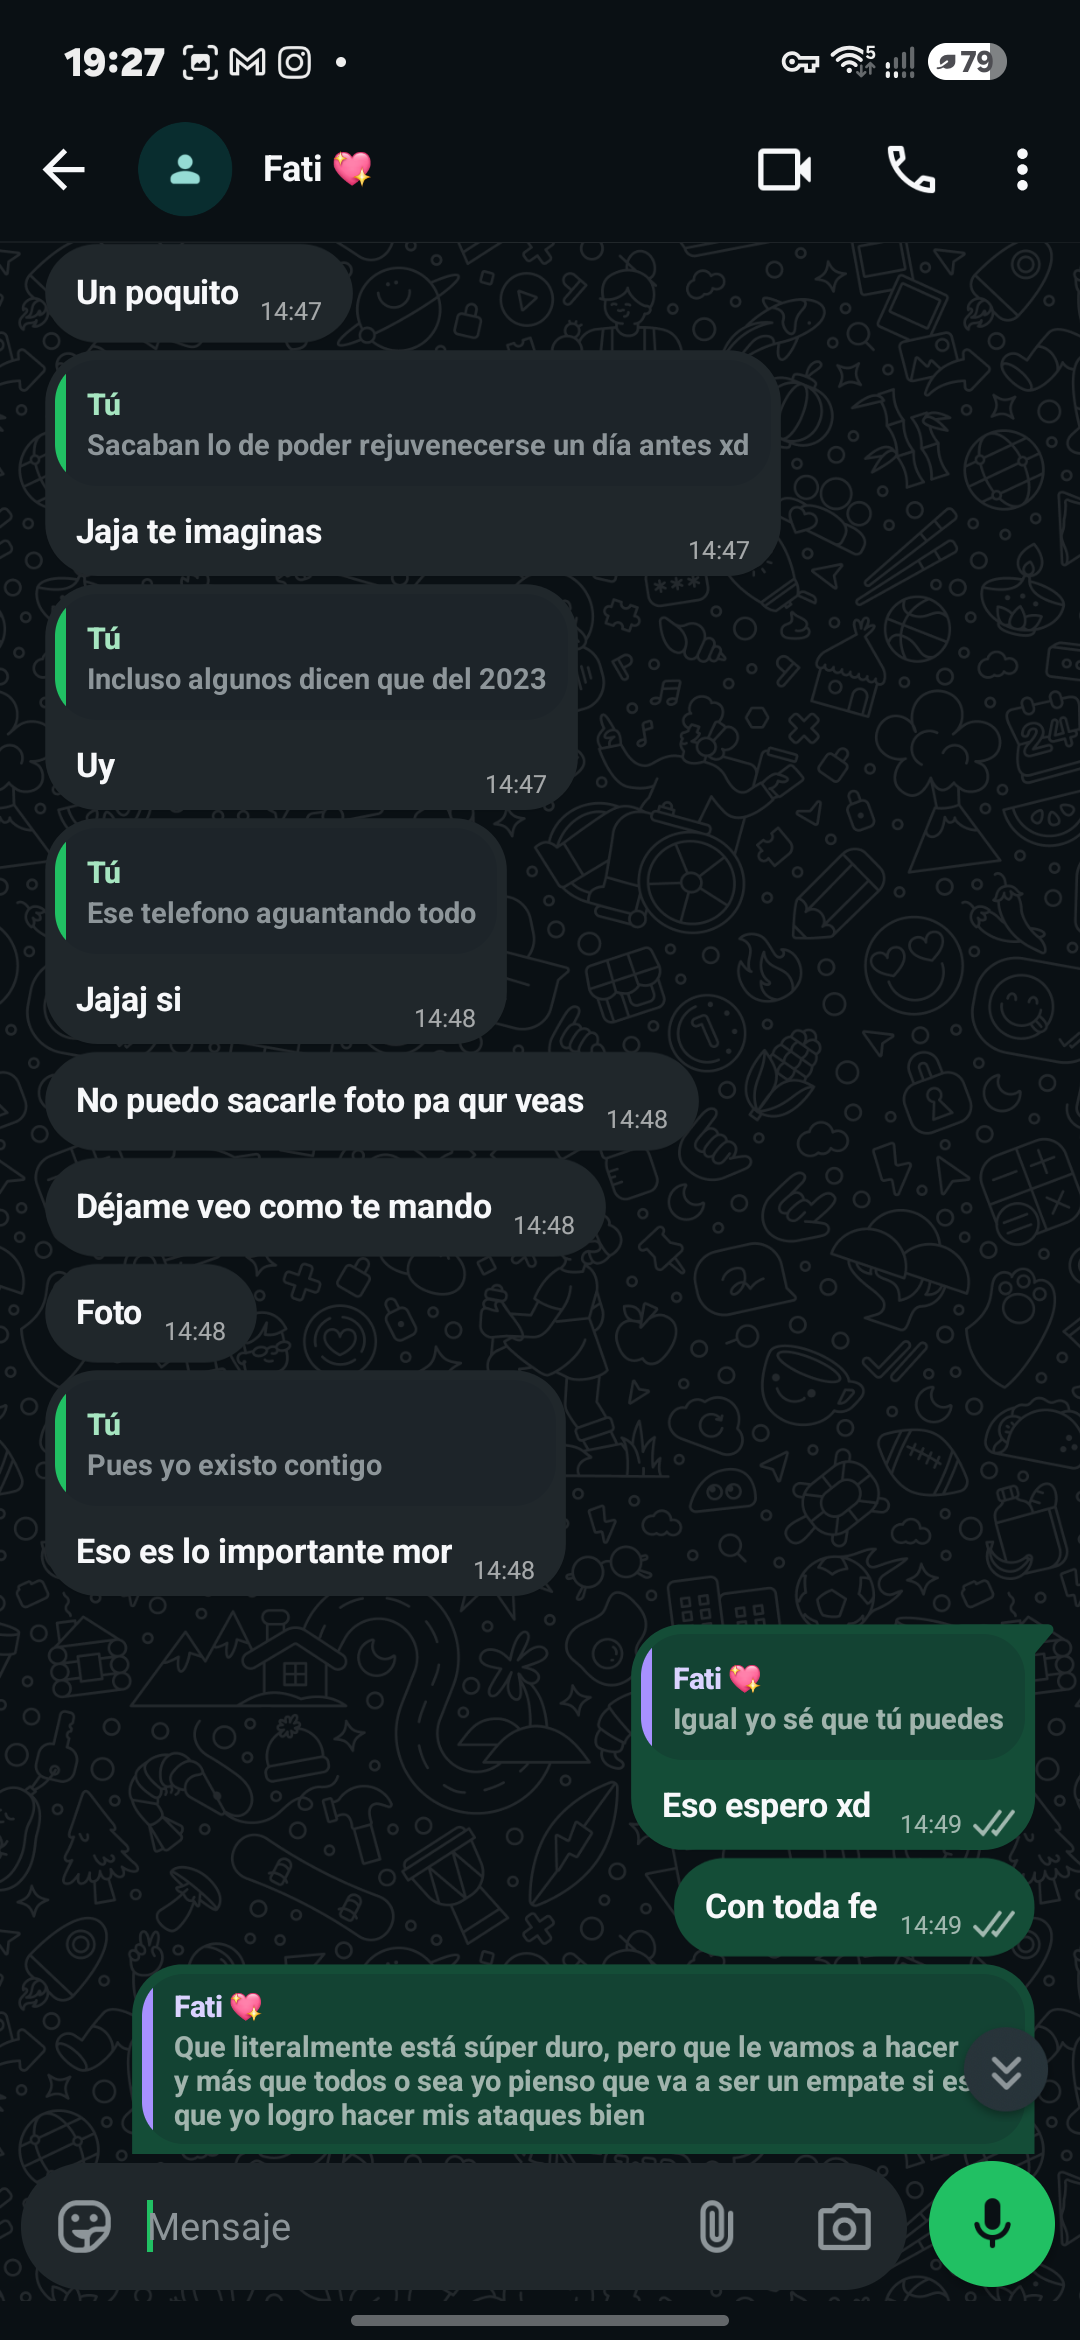 19:27
5
79
Fati 💖
Un poquito 14:47
Tú
Sacaban lo de poder rejuvenecerse un día antes xd
Jaja te imaginas
14:47
Tú
Incluso algunos dicen que del 2023
Uy
14:47
Tú
Ese telefono aguantando todo
Jajaj si
14:48
No puedo sacarle foto pa qur veas 14:48
Déjame veo como te mando 14:48
Foto 14:48
Tú
Pues yo existo contigo
Eso es lo importante mor 14:48
Fati 💖
Igual yo sé que tú puedes
Eso espero xd 14:49
Con toda fe 14:49
Fati 💖
Que literalmente está súper duro, pero que le vamos a hacer
y más que todos o sea yo pienso que va a ser un empate si es
que yo logro hacer mis ataques bien
Mensaje